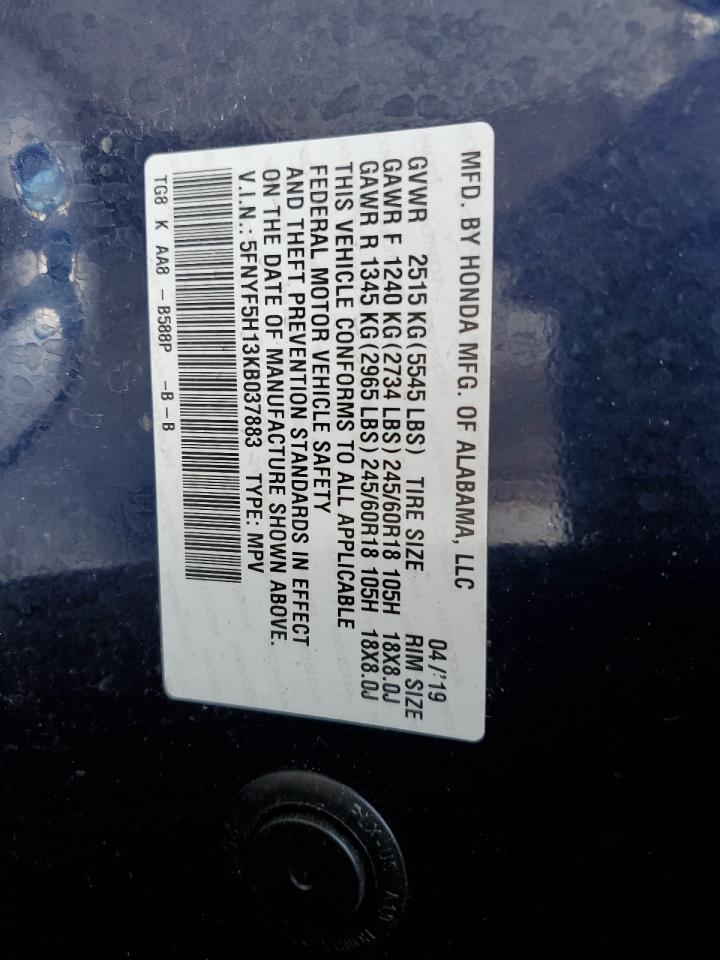 MFD. BY HONDA MFG. OF ALABAMA, LLC 04/'19
GVWR 2515 KG (5545 LBS) TIRE SIZE RIM SIZE
GAWR F 1240 KG (2734 LBS) 245/60R18 105H 18X8.0J
GAWR R 1345 KG (2965 LBS) 245/60R18 105H 18X8.0J
THIS VEHICLE CONFORMS TO ALL APPLICABLE
FEDERAL MOTOR VEHICLE SAFETY
AND THEFT PREVENTION STANDARDS IN EFFECT
ON THE DATE OF MANUFACTURE SHOWN ABOVE.
V.I.N.: 5FNYF5H13KB037883 TYPE: MPV
TG8 K AA8 - B588P -B - B